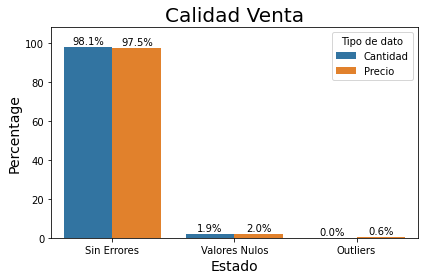 Calidad Venta
Percentage
100
80
60
40
20
0
98.1%
97.5%
1.9%
2.0%
0.0%
0.6%
Tipo de dato
Cantidad
Precio
Sin Errores
Valores Nulos
Outliers
Estado